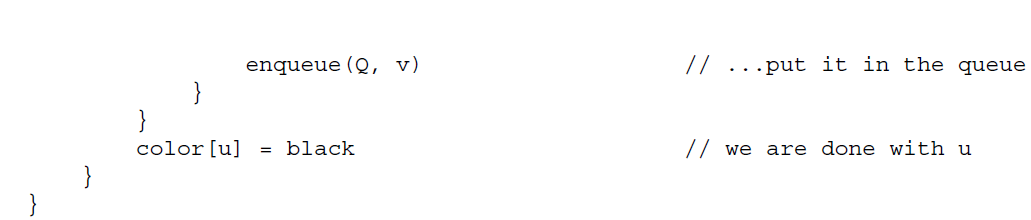 enqueue(Q, v) // ...put it in the queue
}
}
color[u] = black // we are done with u
}
}